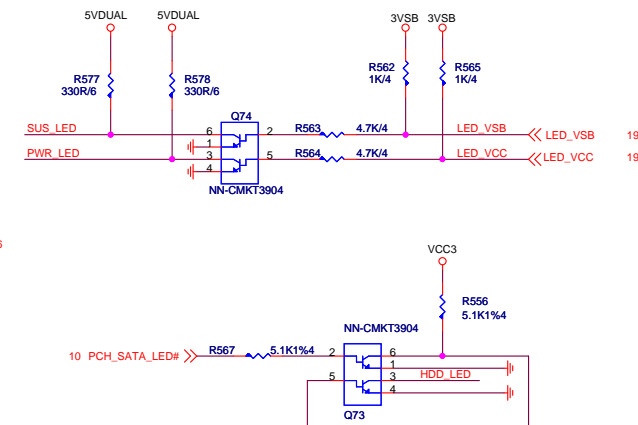 5VDUAL 5VDUAL 3VSB 3VSB
R577 330R/6
R578 330R/6
R562 1K/4
R565 1K/4
Q74
SUS_LED 6 2 R563 4.7K/4 LED_VSB LED_VSB 19
1
PWR_LED 3 5 R564 4.7K/4 LED_VCC LED_VCC 19
4
NN-CMKT3904
6
VCC3
R556
5.1K1%4
NN-CMKT3904
10 PCH_SATA_LED# R567 5.1K1%4 2 6
1
5 3 HDD_LED
4
Q73